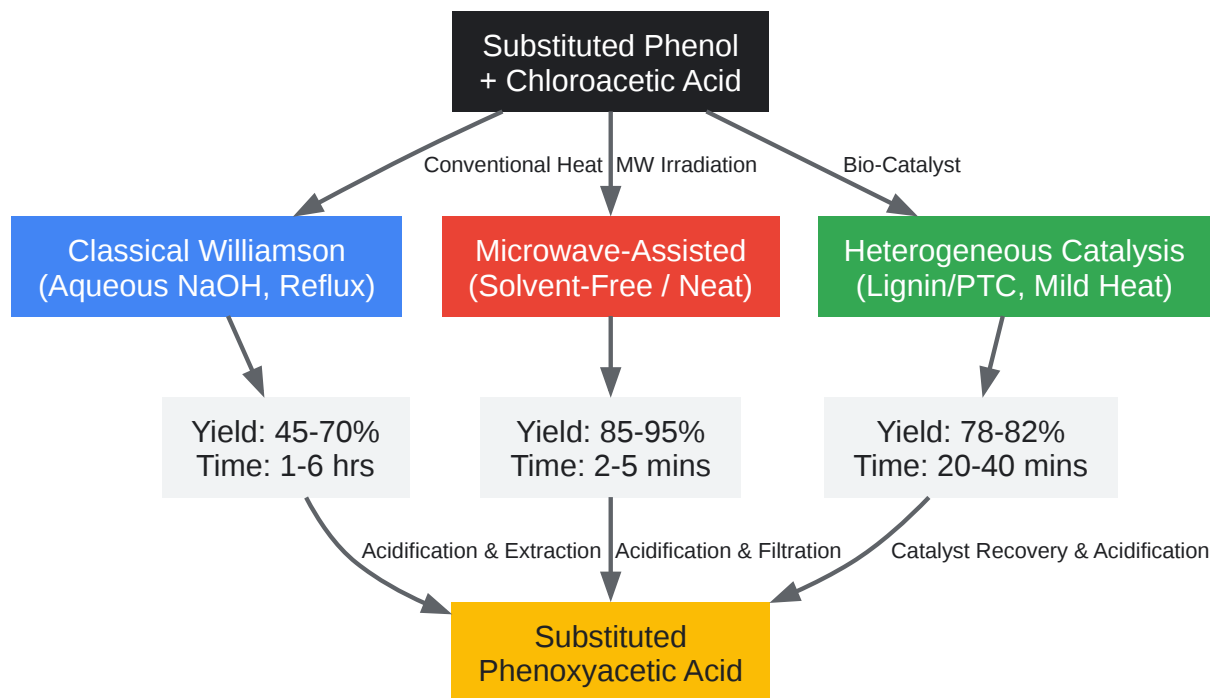 Substituted Phenol
+ Chloroacetic Acid
Conventional Heat
MW Irradiation
Bio-Catalyst
Classical Williamson
(Aqueous NaOH, Reflux)
Microwave-Assisted
(Solvent-Free / Neat)
Heterogeneous Catalysis
(Lignin/PTC, Mild Heat)
Yield: 45-70%
Time: 1-6 hrs
Yield: 85-95%
Time: 2-5 mins
Yield: 78-82%
Time: 20-40 mins
Acidification & Extraction
Acidification & Filtration
Catalyst Recovery & Acidification
Substituted
Phenoxyacetic Acid